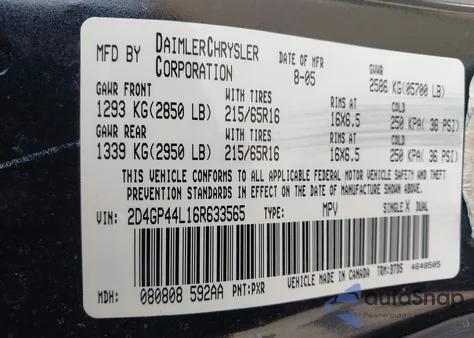 MFD BY DAIMLERCHRYSLER CORPORATION DATE OF MFR 8-05 GVWR 2586 KG(05700 LB)
GAWR FRONT WITH TIRES RIMS AT COLD
1293 KG(2850 LB) 215/65R16 16X6.5 250 KPA( 36 PSI)
GAWR REAR WITH TIRES RIMS AT COLD
1339 KG(2950 LB) 215/65R16 16X6.5 250 KPA( 36 PSI)
THIS VEHICLE CONFORMS TO ALL APPLICABLE FEDERAL MOTOR VEHICLE SAFETY AND THEFT
PREVENTION STANDARDS IN EFFECT ON THE DATE OF MANUFACTURE SHOWN ABOVE.
VIN: 2D4GP44L16R633565 TYPE: MPV SINGLE X DUAL
VEHICLE MADE IN CANADA TRM:37D5 4648505
MDH: 080808 592AA PNT:PXR
autoSnap